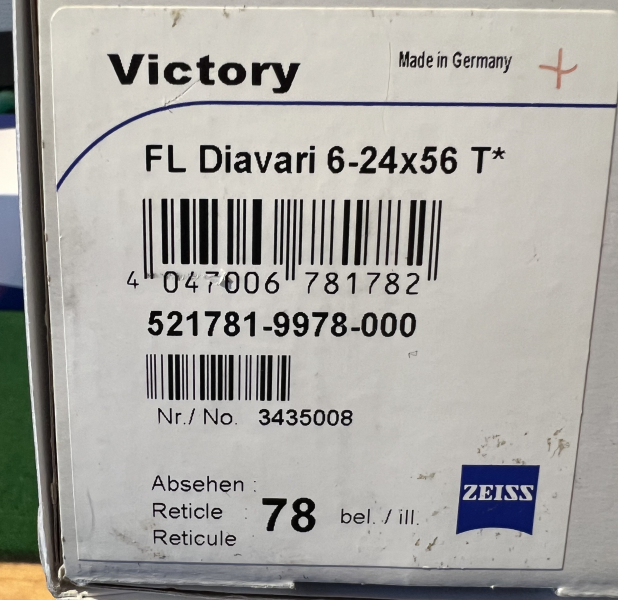 Victory
Made in Germany +
FL Diavari 6-24x56 T*
4 047006 781782
521781-9978-000
Nr./ No. 3435008
Absehen :
Reticle : 78 bel. / ill.
Reticule
ZEISS